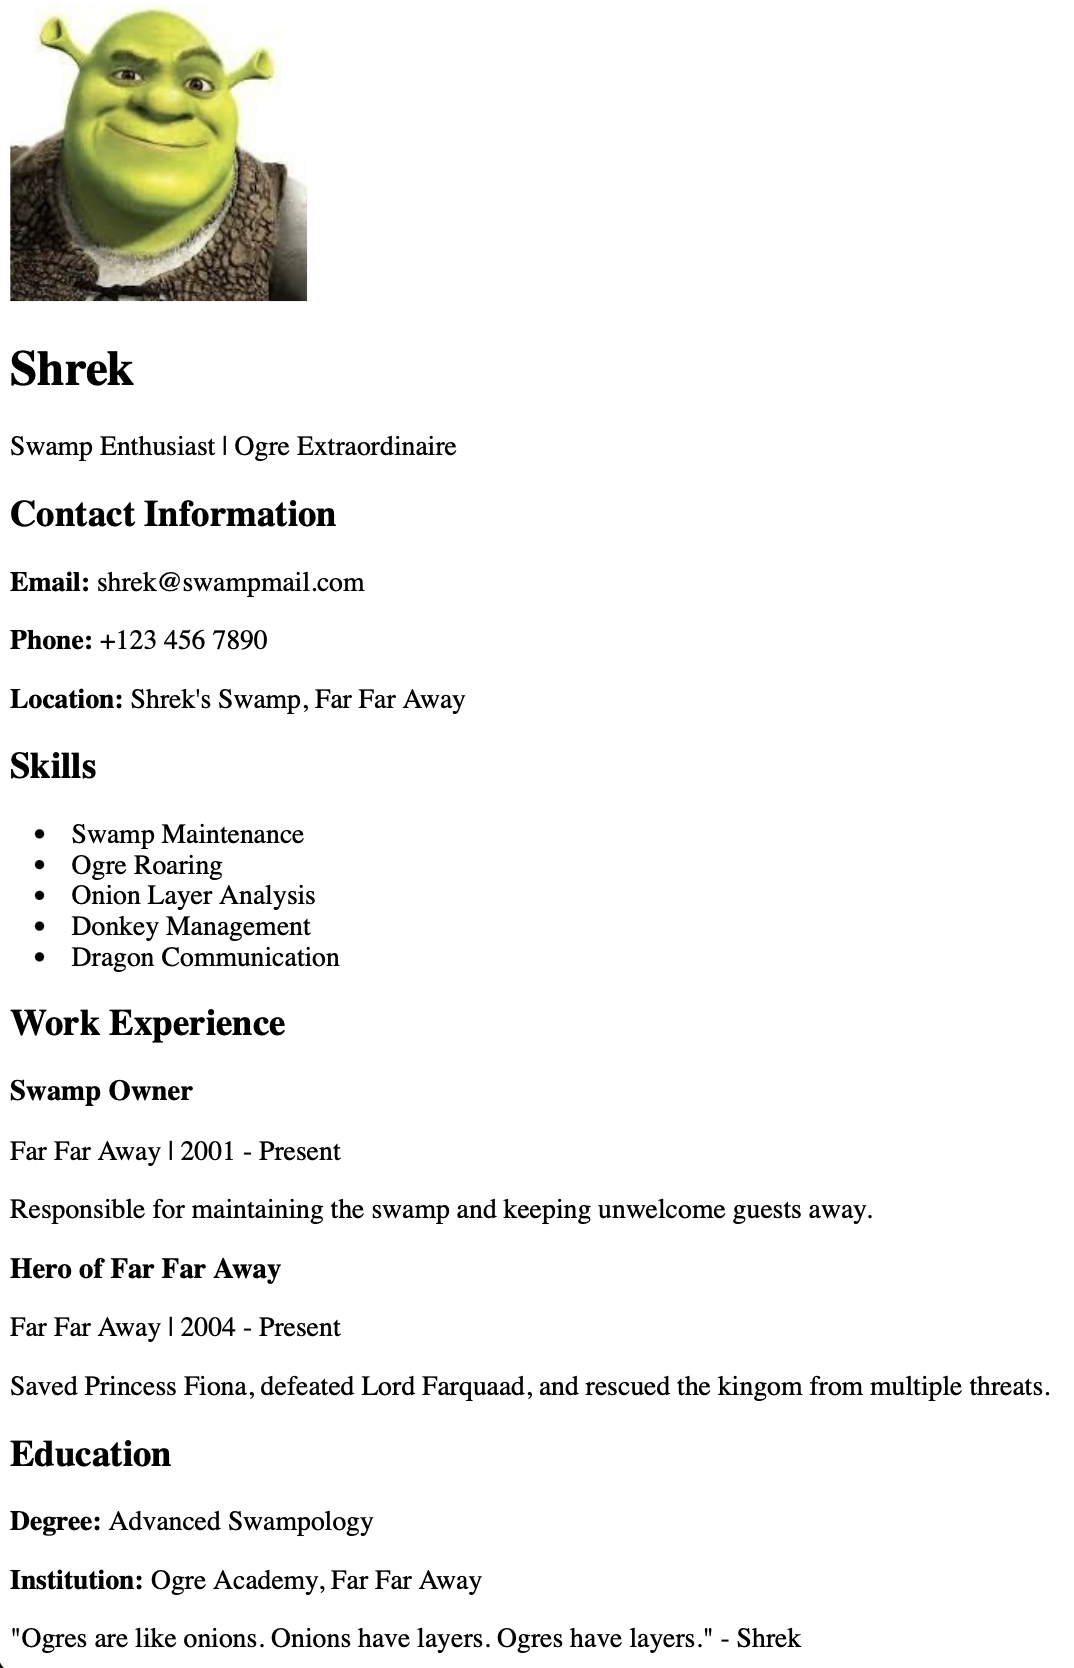 Shrek
Swamp Enthusiast | Ogre Extraordinaire
Contact Information
Email: shrek@swampmail.com
Phone: +123 456 7890
Location: Shrek's Swamp, Far Far Away
Skills
• Swamp Maintenance
• Ogre Roaring
• Onion Layer Analysis
• Donkey Management
• Dragon Communication
Work Experience
Swamp Owner
Far Far Away | 2001 - Present
Responsible for maintaining the swamp and keeping unwelcome guests away.
Hero of Far Far Away
Far Far Away | 2004 - Present
Saved Princess Fiona, defeated Lord Farquaad, and rescued the kingom from multiple threats.
Education
Degree: Advanced Swampology
Institution: Ogre Academy, Far Far Away
"Ogres are like onions. Onions have layers. Ogres have layers." - Shrek